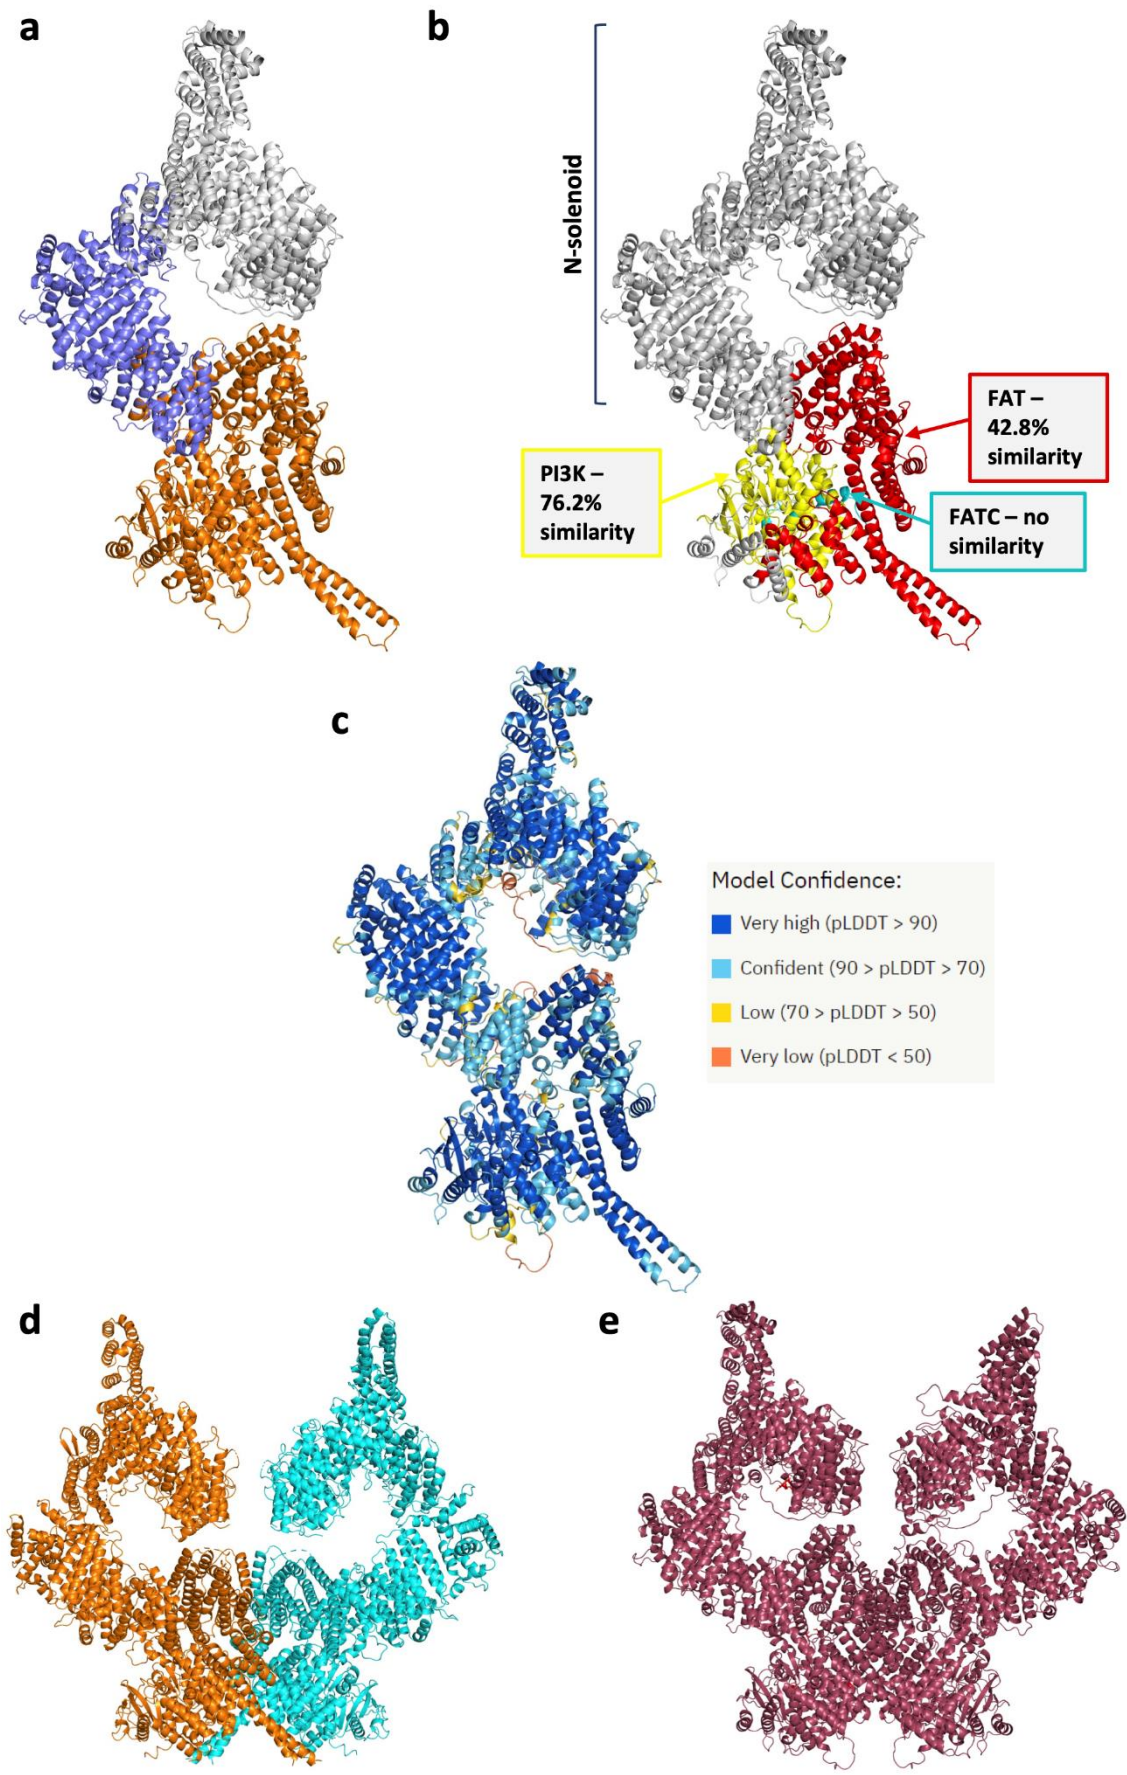 a
b
N-solenoid
FAT –
42.8%
similarity
PI3K –
76.2%
similarity
FATC – no
similarity
c
Model Confidence:
Very high (pLDDT > 90)
Confident (90 > pLDDT > 70)
Low (70 > pLDDT > 50)
Very low (pLDDT < 50)
d
e